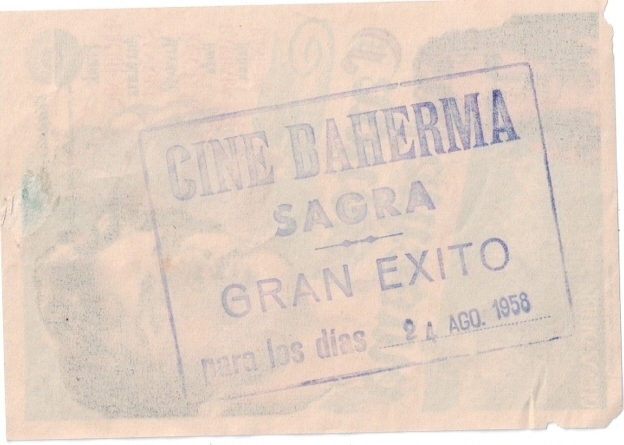 CINE BAHERMA
SAGRA
GRAN EXITO
para los días 24 AGO. 1958